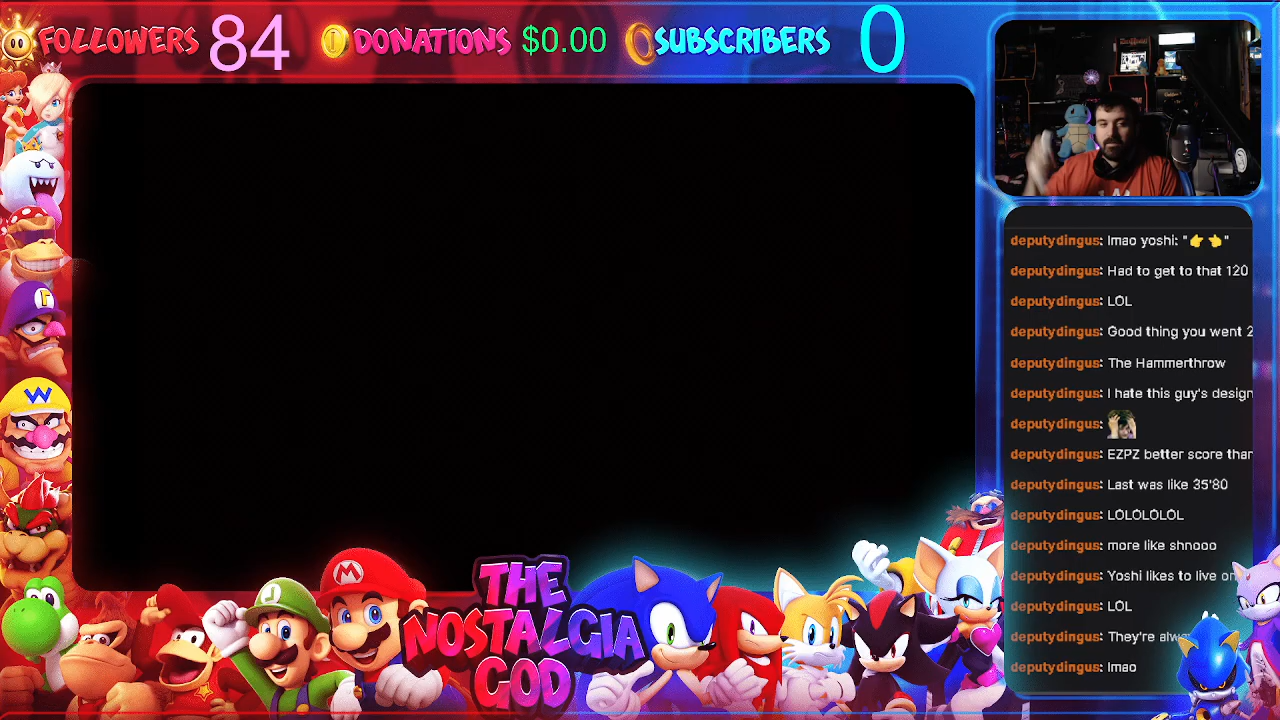 FOLLOWERS 84 DONATIONS $0.00 SUBSCRIBERS 0
deputydingus: lmao yoshi: "👉 👈"
deputydingus: Had to get to that 120
deputydingus: LOL
deputydingus: Good thing you went 2
deputydingus: The Hammerthrow
deputydingus: I hate this guy's design
deputydingus:
deputydingus: EZPZ better score than
deputydingus: Last was like 35'80
deputydingus: LOLOLOLOL
deputydingus: more like shnooo
deputydingus: Yoshi likes to live on
deputydingus: LOL
deputydingus: They're
deputydingus: lmao
W
M
THE
NOSTALGIA
GOD